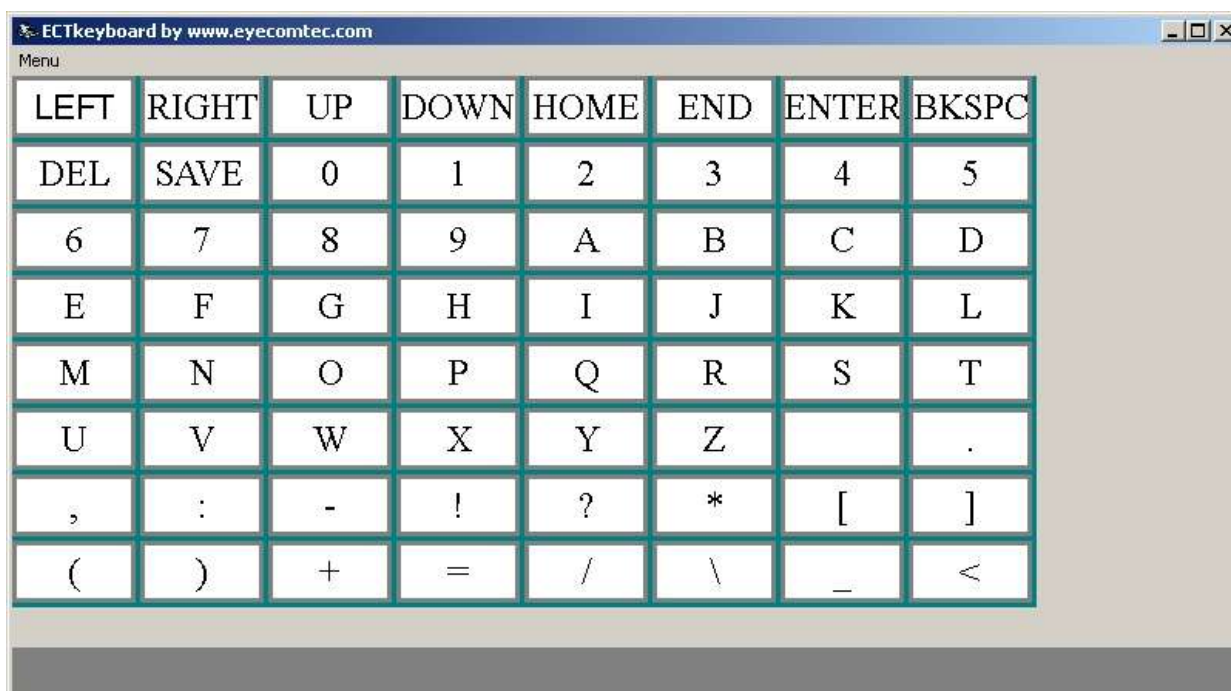 ECTkeyboard by www.eyecomtec.com
Menu
LEFT RIGHT UP DOWN HOME END ENTER BKSPC
DEL SAVE 0 1 2 3 4 5
6 7 8 9 A B C D
E F G H I J K L
M N O P Q R S T
U V W X Y Z .
, : - ! ? * [ ]
( ) + = / \ _ <